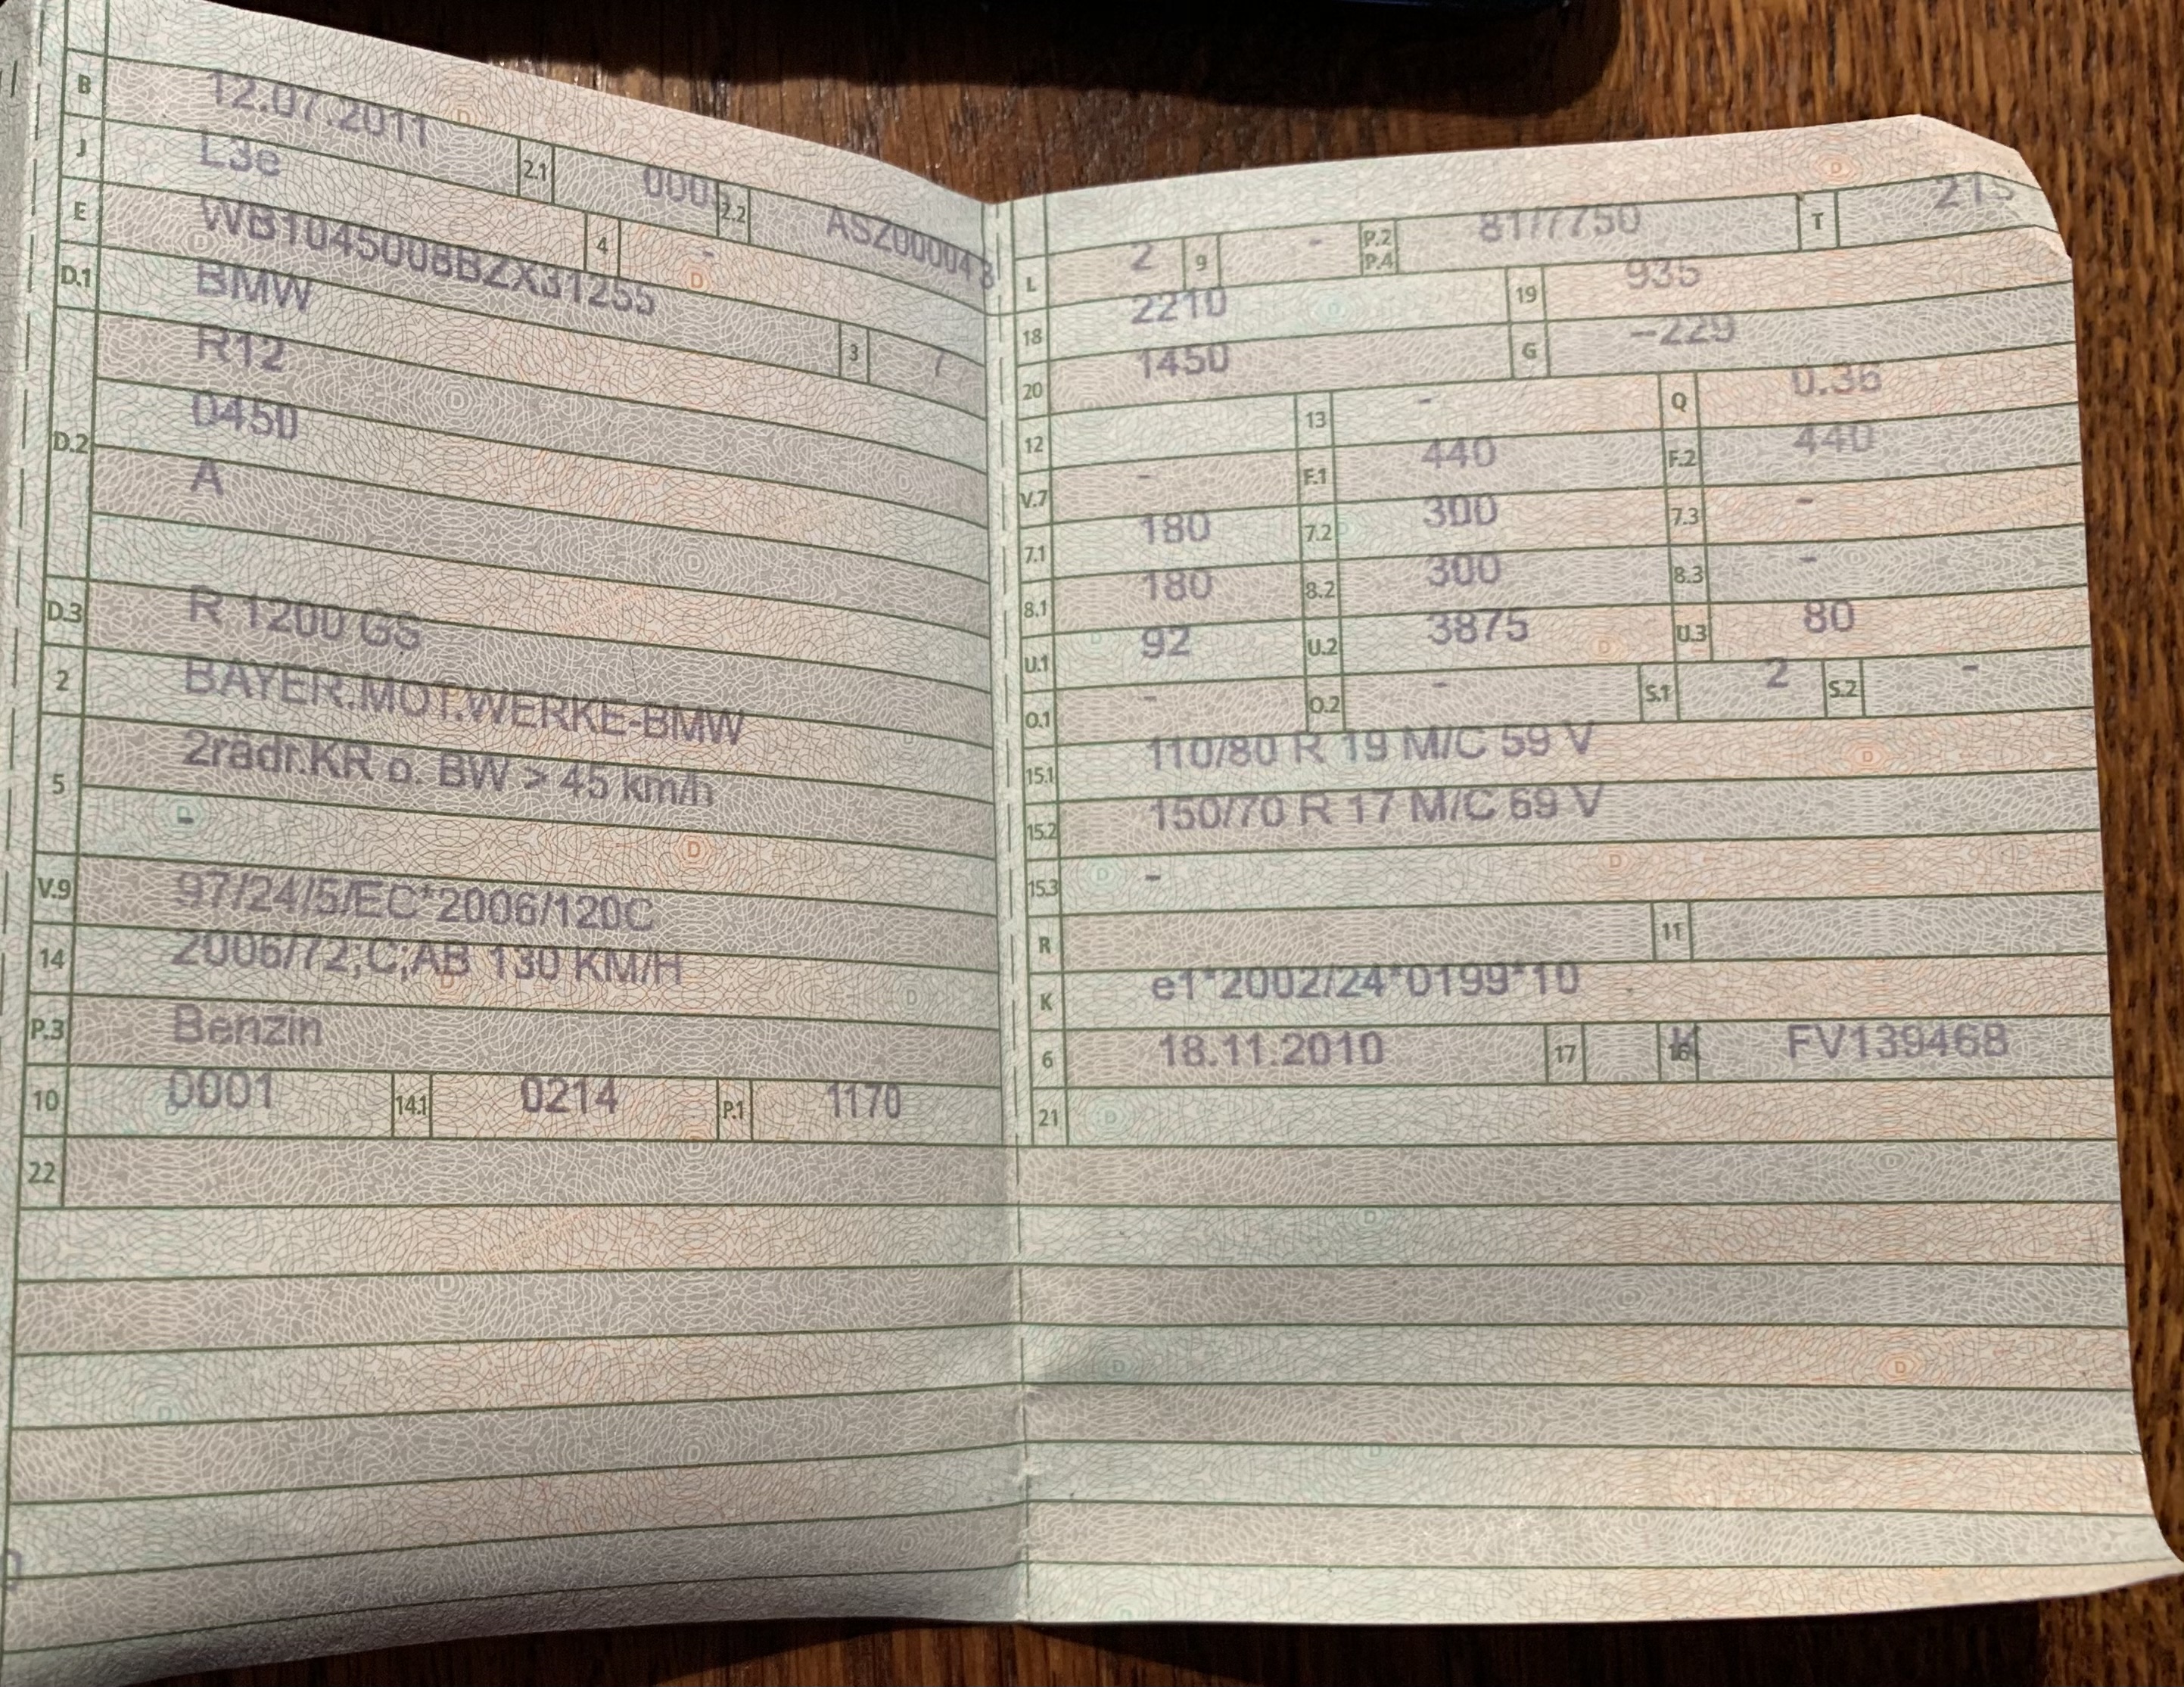 B 12.07.2011
J L3e 2.1 0005 2.2 ASZ00004 8
E WB1045008BZX31255 4 -
D.1 BMW
R12 3 7
D.2 0450
A
D.3 R 1200 GS
2 BAYER.MOT.WERKE-BMW
5 2rädr.KR o. BW > 45 km/h
-
V.9 97/24/5/EC*2006/120C
14 2006/72;C;AB 130 KM/H
P.3 Benzin
10 0001 14.1 0214 P.1 1170
22
L 2 9 - P.2 P.4 81/7750 T 215
18 2210 19 935
20 1450 G --229
12 13 - Q 0.36
V.7 - F.1 440 F.2 440
7.1 180 7.2 300 7.3 -
8.1 180 8.2 300 8.3 -
U.1 92 U.2 3875 U.3 80
O.1 - O.2 - S.1 2 S.2 -
15.1 110/80 R 19 M/C 59 V
15.2 150/70 R 17 M/C 69 V
15.3 -
R 11
K e1*2002/24*0199*10
6 18.11.2010 17 K 16 FV139468
21